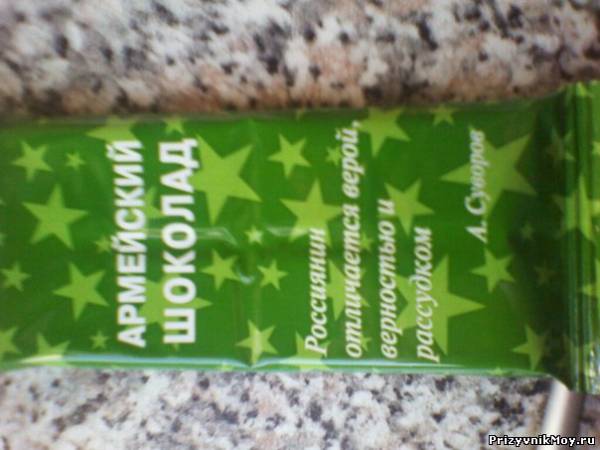 АРМЕЙСКИЙ
ШОКОЛАД
Россиянин
отличается верой,
верностью и
рассудком
А. Суворов
PrizyvnikMoy.ru